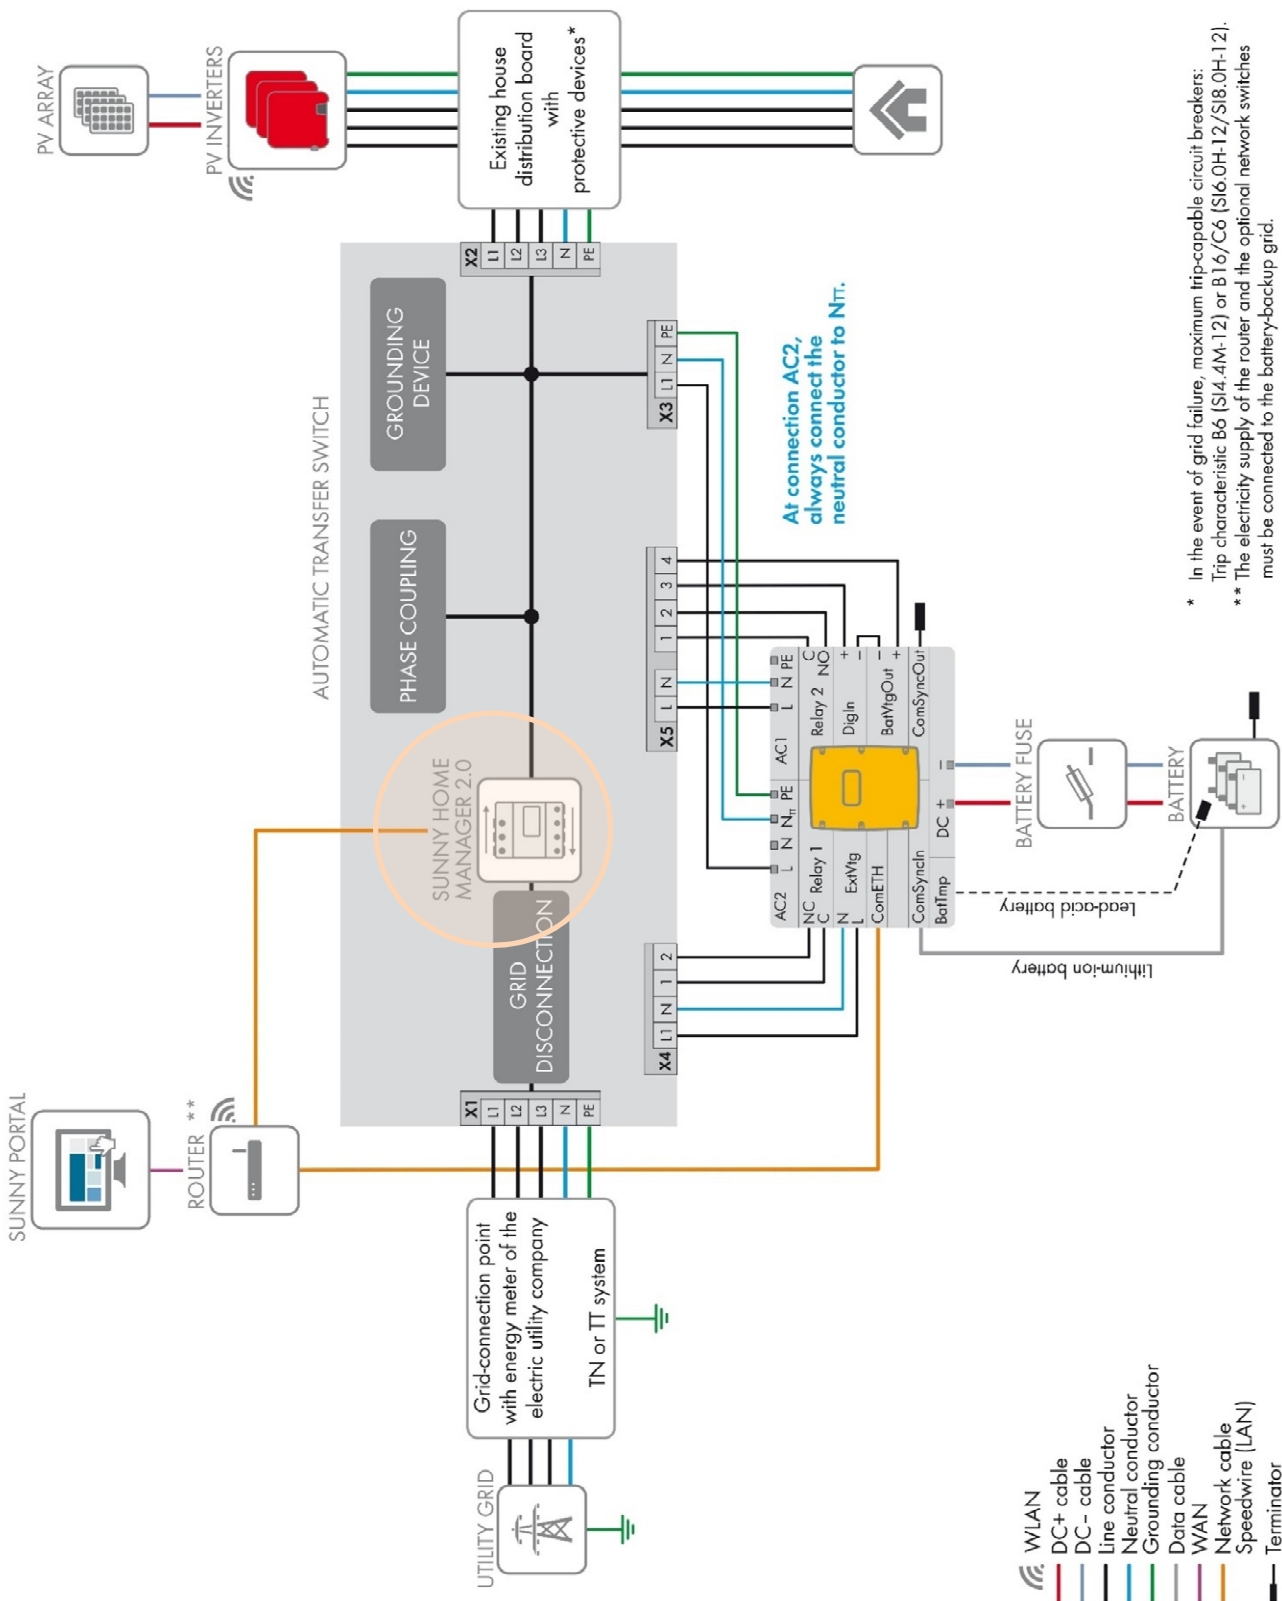 SUNNY PORTAL
ROUTER **
UTILITY GRID
Grid-connection point
with energy meter of the
electric utility company
TN or TT system
AUTOMATIC TRANSFER SWITCH
X1
L1
L2
L3
N
PE
GRID
DISCONNECTION
SUNNY HOME
MANAGER 2.0
PHASE COUPLING
GROUNDING
DEVICE
X2
L1
L2
L3
N
PE
Existing house
distribution board
with
protective devices*
PV ARRAY
PV INVERTERS
X4 L1 N 1 2
X5 L N 1 2 3 4
X3 L1 N PE
At connection AC2,
always connect the
neutral conductor to NTT.
AC2 L N NTT PE
AC1 L N PE
NC
C
Relay 1
N
L
ExtVtg
ComETH
ComSyncIn
BatTmp
Relay 2
C
NO
DigIn
+
−
BatVtgOut
−
+
ComSyncOut
DC + −
BATTERY FUSE
BATTERY
Lead-acid battery
Lithium-ion battery
WLAN
DC+ cable
DC− cable
Line conductor
Neutral conductor
Grounding conductor
Data cable
WAN
Network cable
Speedwire (LAN)
Terminator
* In the event of grid failure, maximum trip-capable circuit breakers:
Trip characteristic B6 (SI4.4M-12) or B16/C6 (SI6.0H-12/SI8.0H-12).
** The electricity supply of the router and the optional network switches
must be connected to the battery-backup grid.